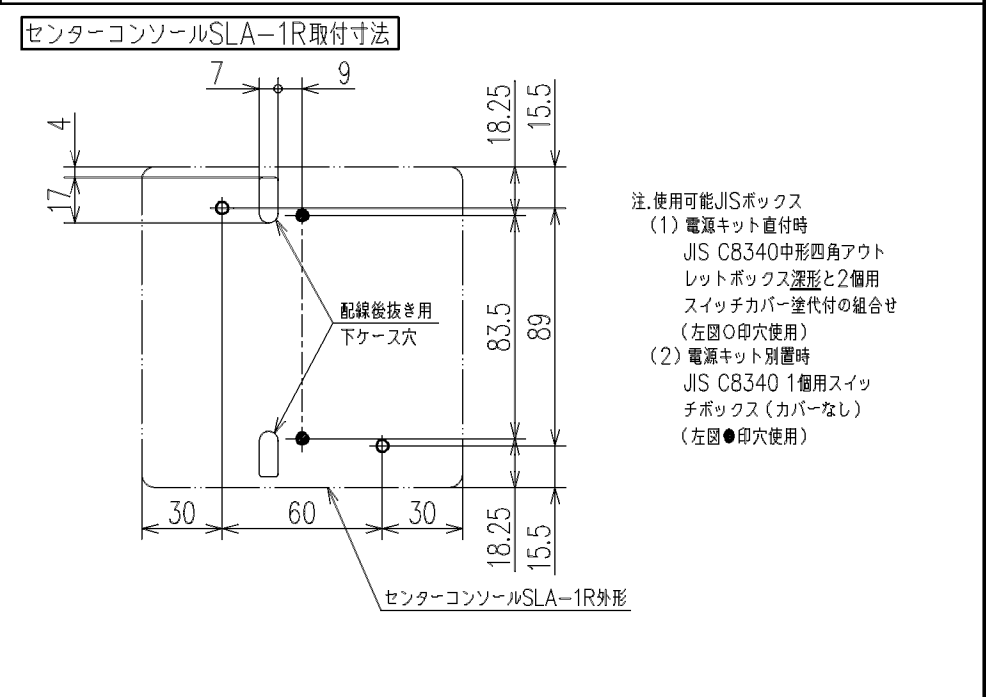 センターコンソールSLA-1R取付寸法
7
9
4
17
18.25
15.5
83.5
89
配線後抜き用
下ケース穴
30
60
30
18.25
15.5
センターコンソールSLA-1R外形
注.使用可能JISボックス
(1)電源キット直付時
JIS C8340中形四角アウト
レットボックス深形と2個用
スイッチカバー塗代付の組合せ
(左図○印穴使用)
(2)電源キット別置時
JIS C8340 1個用スイッ
チボックス(カバーなし)
(左図●印穴使用)